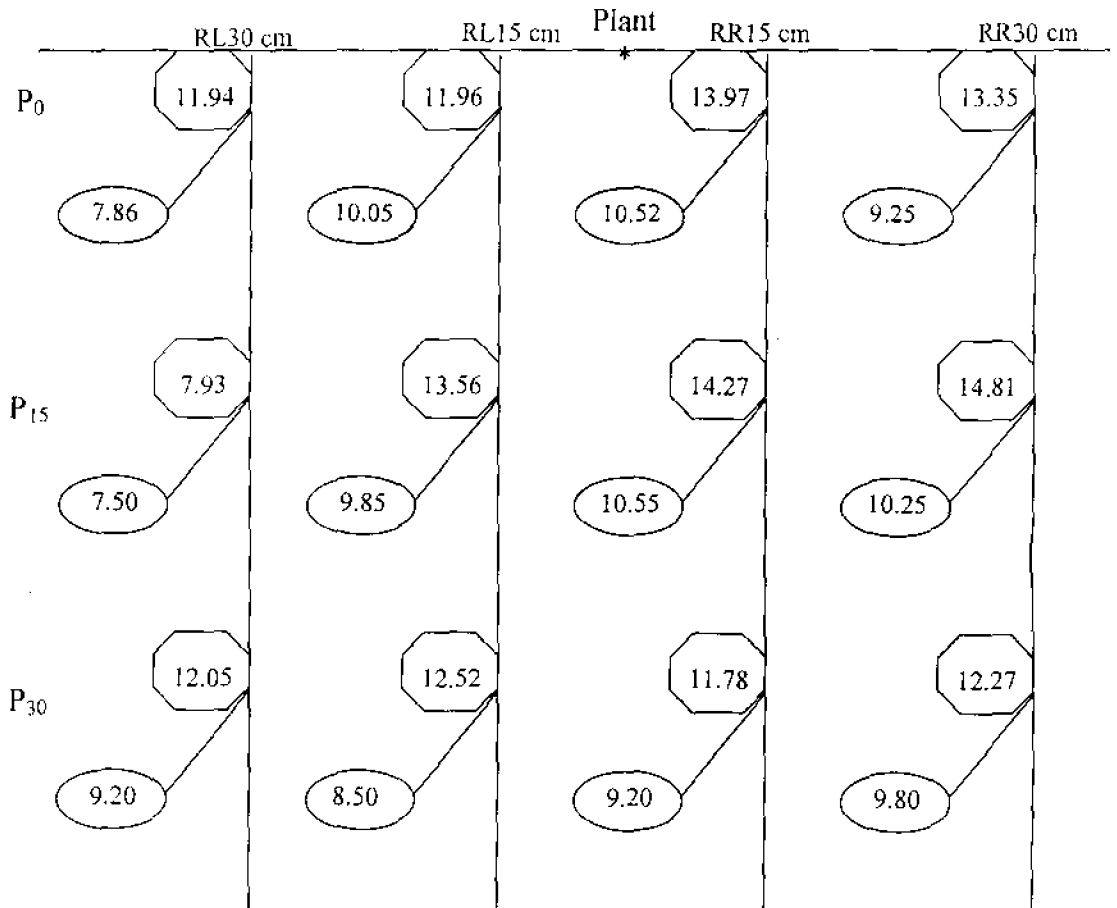 Plant
RL30 cm RL15 cm RR15 cm RR30 cm
*
P₀ 11.94 11.96 13.97 13.35
7.86 10.05 10.52 9.25
P₁₅ 7.93 13.56 14.27 14.81
7.50 9.85 10.55 10.25
P₃₀ 12.05 12.52 11.78 12.27
9.20 8.50 9.20 9.80